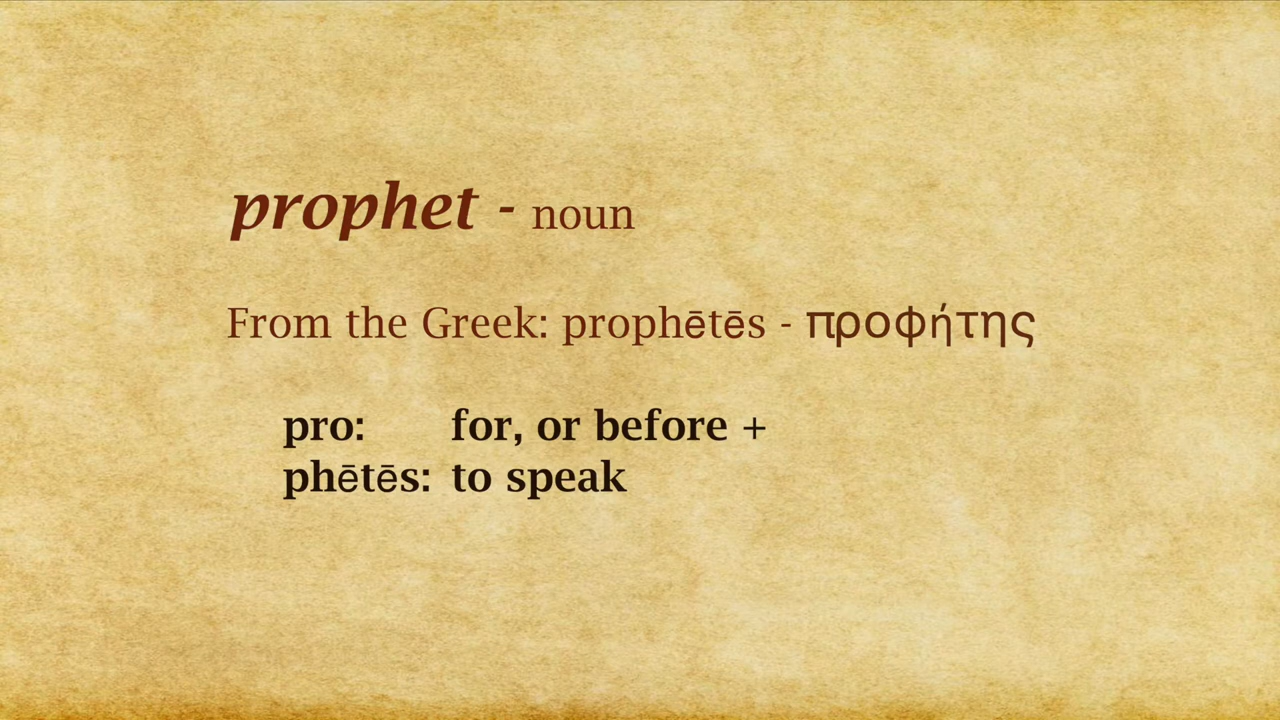 prophet - noun
From the Greek: prophētēs - προφήτης
pro: for, or before +
phētēs: to speak